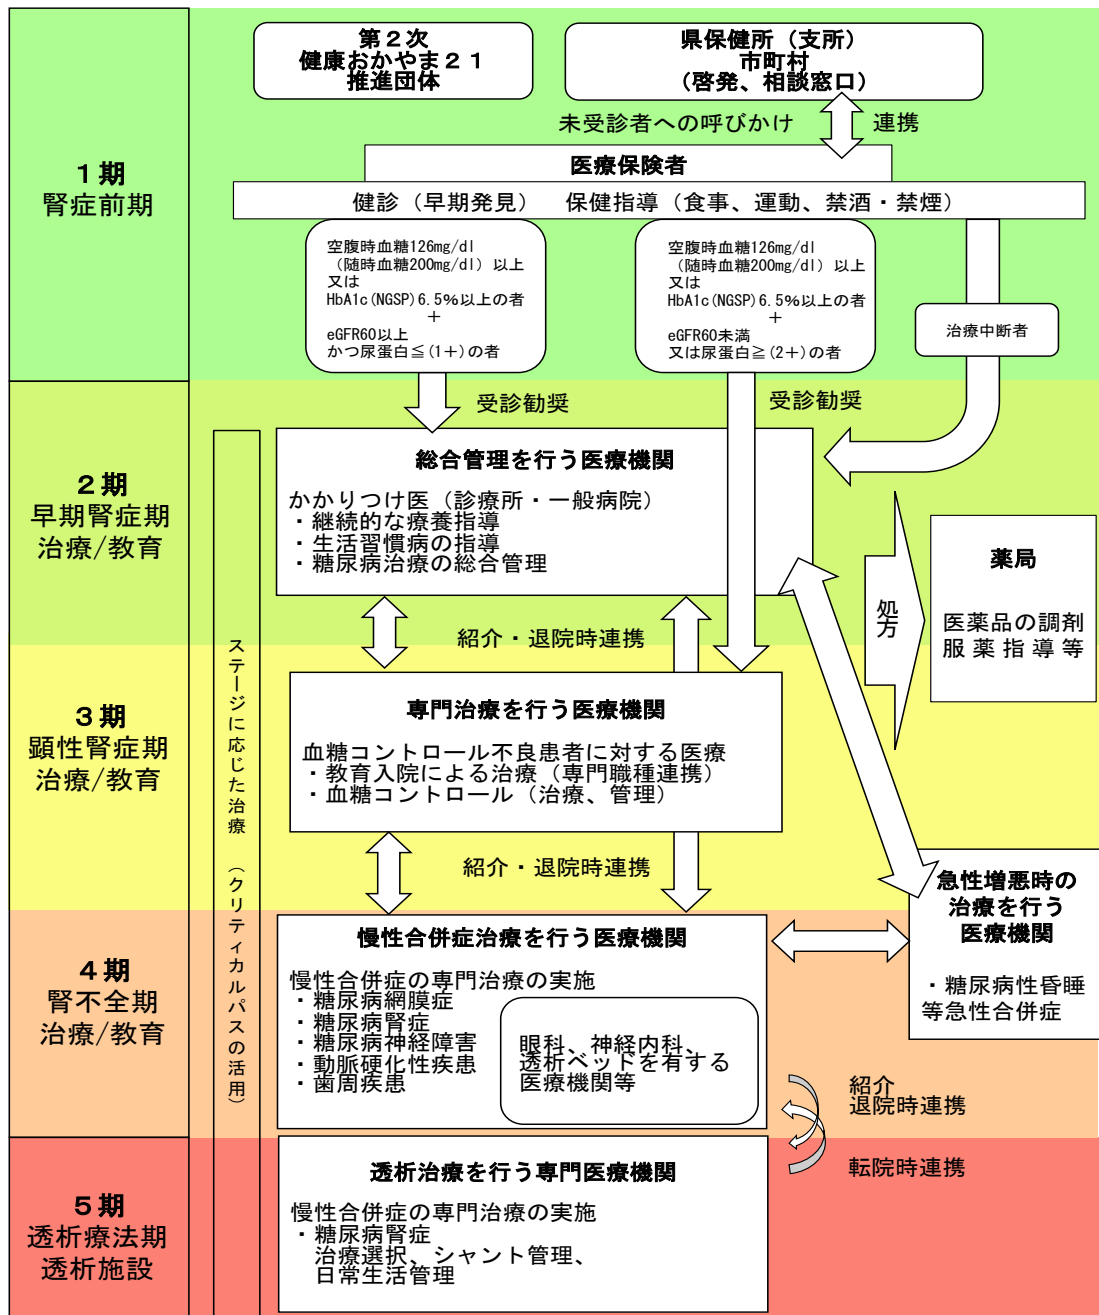 第２次
健康おかやま２１
推進団体
県保健所（支所）
市町村
（啓発、相談窓口）
未受診者への呼びかけ
連携
医療保険者
健診（早期発見）　保健指導（食事、運動、禁酒・禁煙）
１期
腎症前期
空腹時血糖126mg/dl
（随時血糖200mg/dl）以上
又は
HbA1c(NGSP)6.5%以上の者
＋
eGFR60以上
かつ尿蛋白≦(1+)の者
空腹時血糖126mg/dl
（随時血糖200mg/dl）以上
又は
HbA1c(NGSP)6.5%以上の者
＋
eGFR60未満
又は尿蛋白≧(2+)の者
治療中断者
受診勧奨
受診勧奨
２期
早期腎症期
治療/教育
総合管理を行う医療機関
かかりつけ医（診療所・一般病院）
・継続的な療養指導
・生活習慣病の指導
・糖尿病治療の総合管理
処方
薬局
医薬品の調剤
服薬指導等
紹介・退院時連携
ステージに応じた治療　（クリティカルパスの活用）
３期
顕性腎症期
治療/教育
専門治療を行う医療機関
血糖コントロール不良患者に対する医療
・教育入院による治療（専門職種連携）
・血糖コントロール（治療、管理）
紹介・退院時連携
急性増悪時の
治療を行う
医療機関
・糖尿病性昏睡
等急性合併症
４期
腎不全期
治療/教育
慢性合併症治療を行う医療機関
慢性合併症の専門治療の実施
・糖尿病網膜症
・糖尿病腎症
・糖尿病神経障害
・動脈硬化性疾患
・歯周疾患
眼科、神経内科、
透析ベッドを有する
医療機関等
紹介
退院時連携
転院時連携
５期
透析療法期
透析施設
透析治療を行う専門医療機関
慢性合併症の専門治療の実施
・糖尿病腎症
治療選択、シャント管理、
日常生活管理